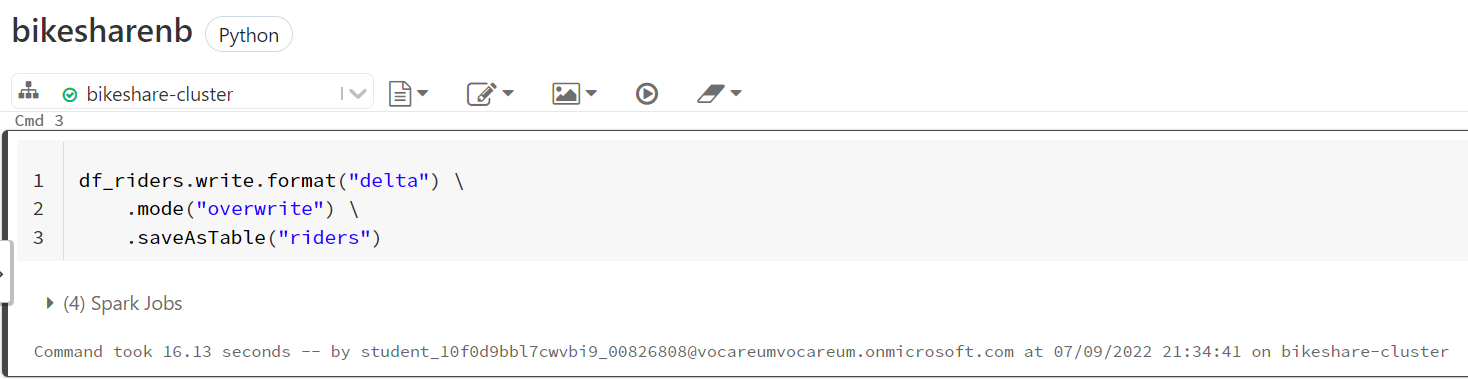 bikesharenb Python
bikeshare-cluster
Cmd 3
1 df_riders.write.format("delta") \
2 .mode("overwrite") \
3 .saveAsTable("riders")
(4) Spark Jobs
Command took 16.13 seconds -- by student_10f0d9bbl7cwvbi9_00826808@vocareumvocareum.onmicrosoft.com at 07/09/2022 21:34:41 on bikeshare-cluster